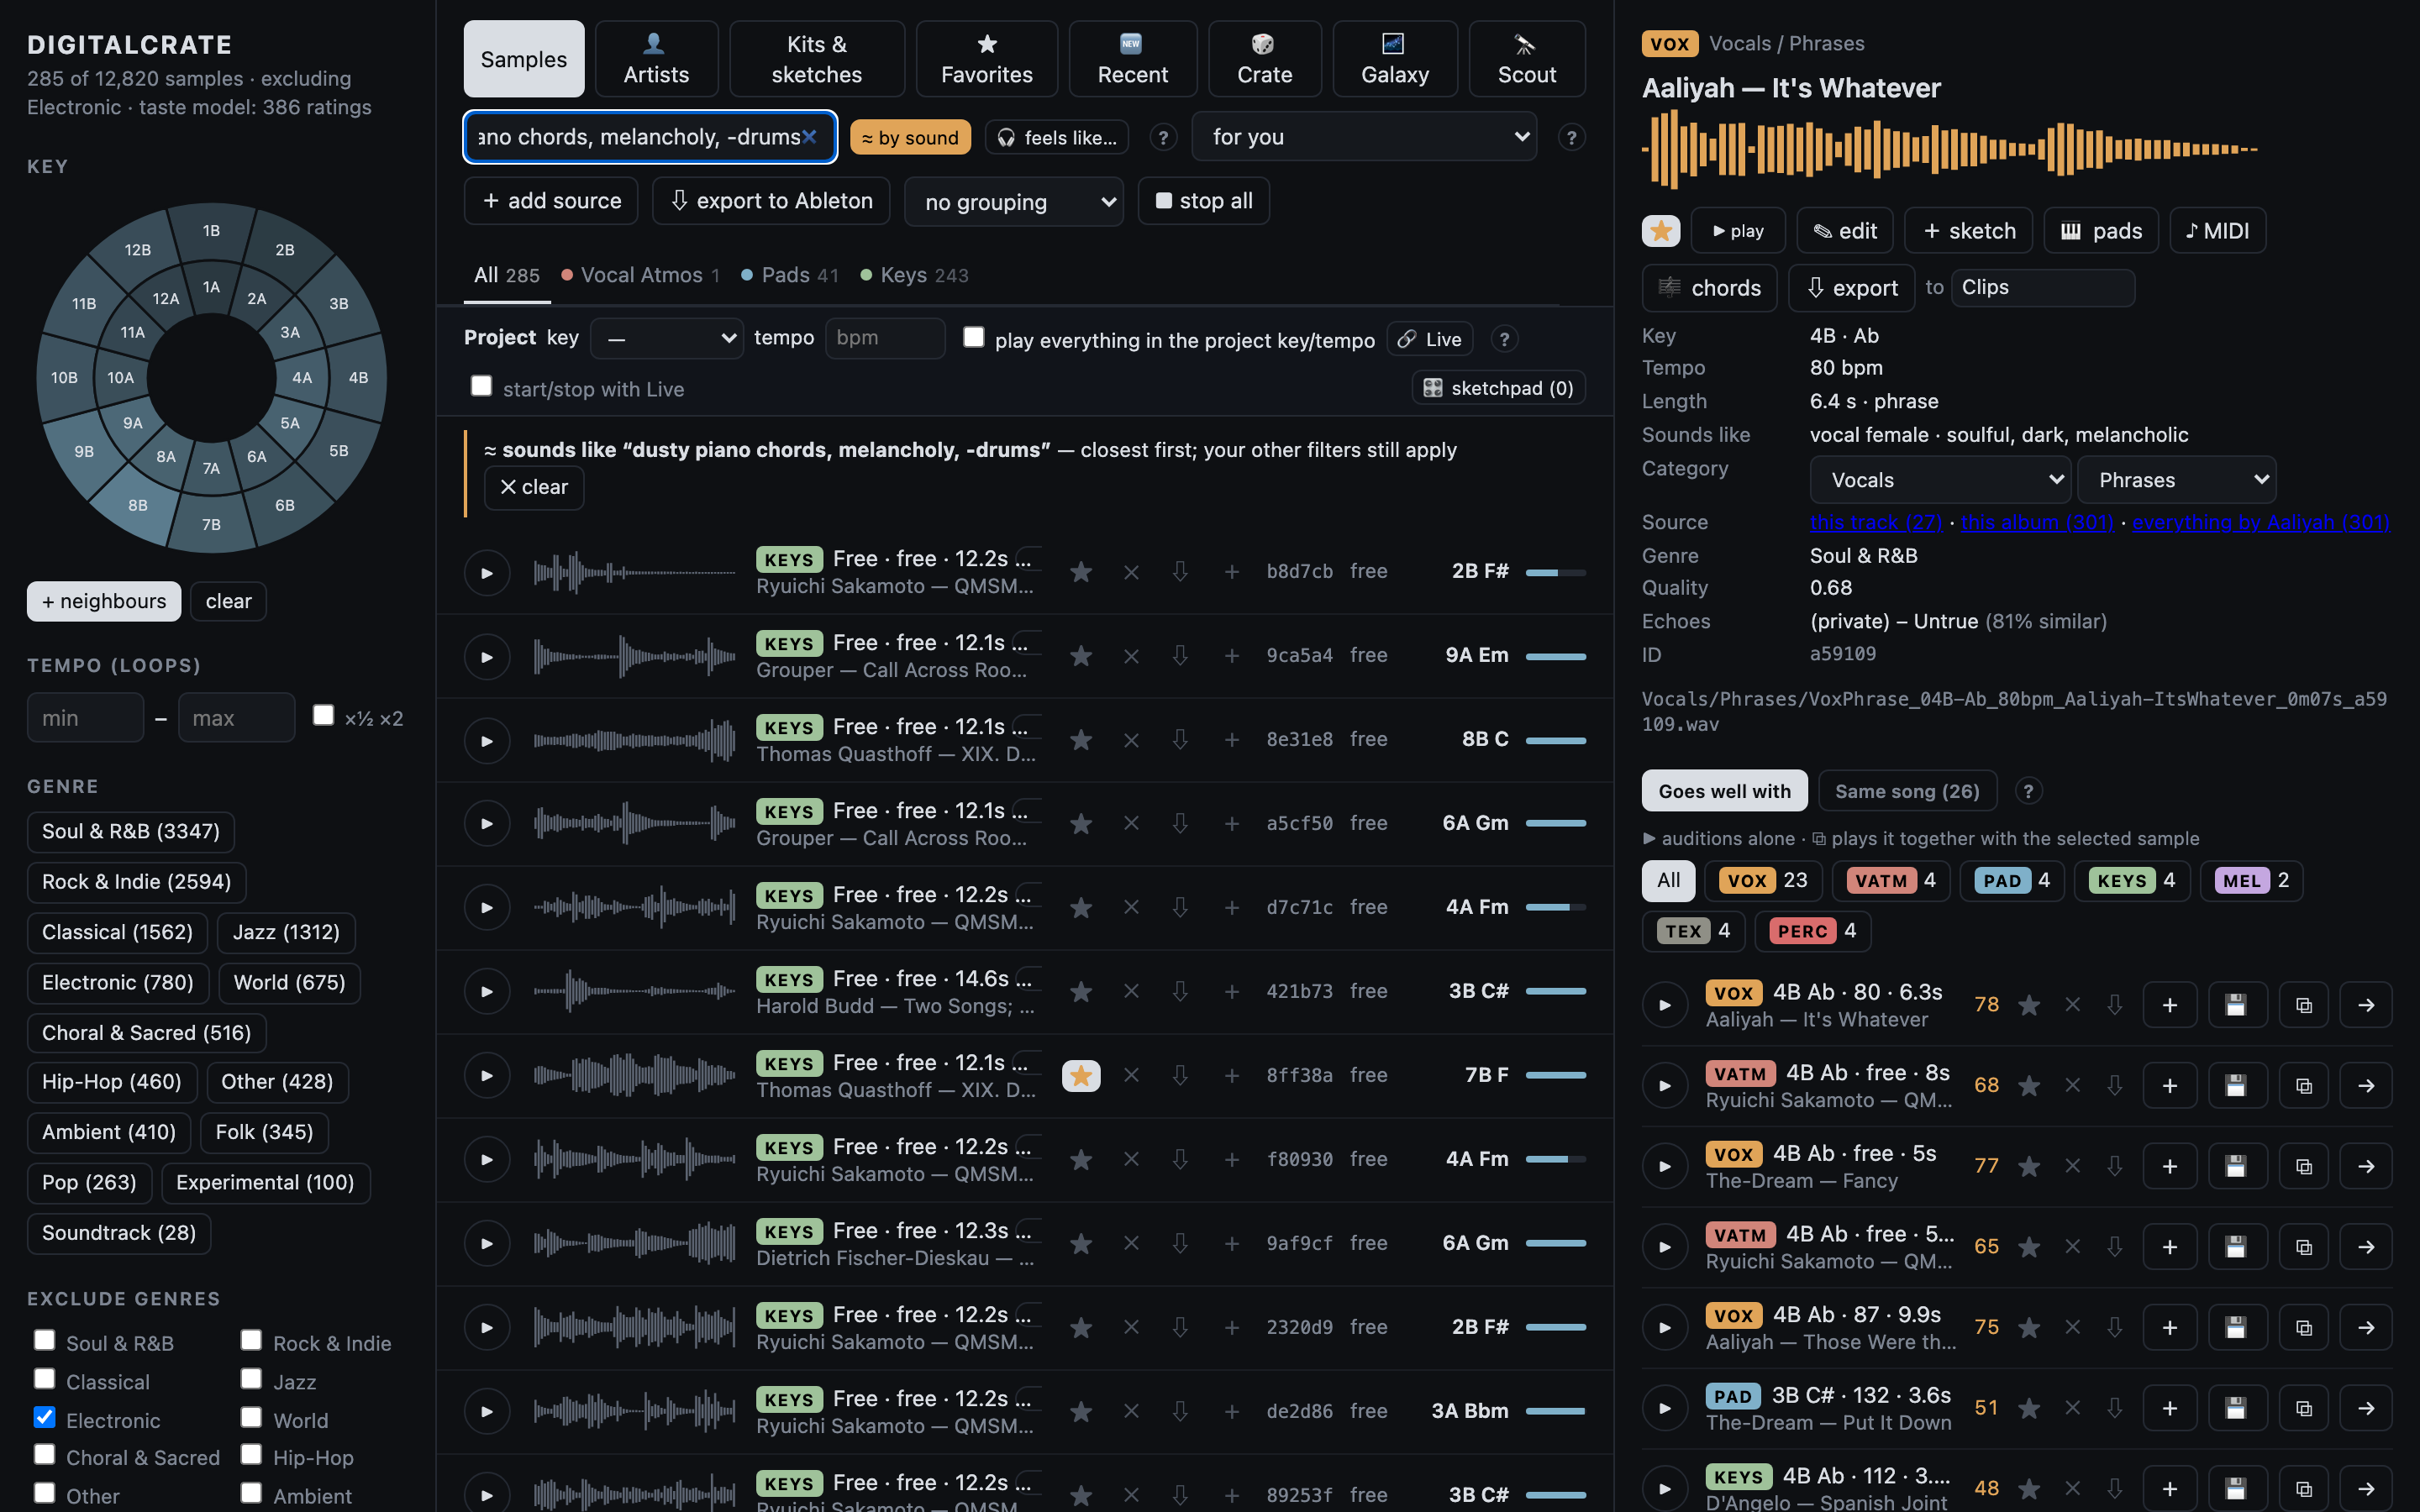 DIGITALCRATE
285 of 12,820 samples · excluding
Electronic · taste model: 386 ratings
KEY
1B
2B
3B
4B
5B
6B
7B
8B
9B
10B
11B
12B
1A
2A
3A
4A
5A
6A
7A
8A
9A
10A
11A
12A
+ neighbours
clear
TEMPO (LOOPS)
min – max ×½ ×2
GENRE
Soul & R&B (3347)
Rock & Indie (2594)
Classical (1562) Jazz (1312)
Electronic (780) World (675)
Choral & Sacred (516)
Hip-Hop (460) Other (428)
Ambient (410) Folk (345)
Pop (263) Experimental (100)
Soundtrack (28)
EXCLUDE GENRES
Soul & R&B Rock & Indie
Classical Jazz
Electronic World
Choral & Sacred Hip-Hop
Other Ambient
Samples
Artists
Kits &
sketches
Favorites
NEW
Recent
Crate
Galaxy
Scout
ano chords, melancholy, -drums× ≈ by sound feels like... ? for you ?
+ add source ⇩ export to Ableton no grouping stop all
All 285 Vocal Atmos 1 Pads 41 Keys 243
Project key — tempo bpm play everything in the project key/tempo Live ?
start/stop with Live sketchpad (0)
≈ sounds like “dusty piano chords, melancholy, -drums” — closest first; your other filters still apply
✕ clear
KEYS Free · free · 12.2s ... b8d7cb free 2B F#
Ryuichi Sakamoto — QMSM...
KEYS Free · free · 12.1s ... 9ca5a4 free 9A Em
Grouper — Call Across Roo...
KEYS Free · free · 12.1s ... 8e31e8 free 8B C
Thomas Quasthoff — XIX. D...
KEYS Free · free · 12.1s ... a5cf50 free 6A Gm
Grouper — Call Across Roo...
KEYS Free · free · 12.2s ... d7c71c free 4A Fm
Ryuichi Sakamoto — QMSM...
KEYS Free · free · 14.6s ... 421b73 free 3B C#
Harold Budd — Two Songs; ...
KEYS Free · free · 12.1s ... 8ff38a free 7B F
Thomas Quasthoff — XIX. D...
KEYS Free · free · 12.2s ... f80930 free 4A Fm
Ryuichi Sakamoto — QMSM...
KEYS Free · free · 12.3s ... 9af9cf free 6A Gm
Dietrich Fischer-Dieskau — ...
KEYS Free · free · 12.2s ... 2320d9 free 2B F#
Ryuichi Sakamoto — QMSM...
KEYS Free · free · 12.2s ... de2d86 free 3A Bbm
Ryuichi Sakamoto — QMSM...
KEYS Free · free · 12.2s ... 89253f free 3B C#
Ryuichi Sakamoto — QMSM...
VOX Vocals / Phrases
Aaliyah — It's Whatever
play edit + sketch pads ♪ MIDI
chords ⇩ export to Clips
Key 4B · Ab
Tempo 80 bpm
Length 6.4 s · phrase
Sounds like vocal female · soulful, dark, melancholic
Category Vocals Phrases
Source this track (27) · this album (301) · everything by Aaliyah (301)
Genre Soul & R&B
Quality 0.68
Echoes (private) – Untrue (81% similar)
ID a59109
Vocals/Phrases/VoxPhrase_04B-Ab_80bpm_Aaliyah-ItsWhatever_0m07s_a59
109.wav
Goes well with Same song (26) ?
▶ auditions alone · ⧉ plays it together with the selected sample
All VOX 23 VATM 4 PAD 4 KEYS 4 MEL 2
TEX 4 PERC 4
VOX 4B Ab · 80 · 6.3s 78
Aaliyah — It's Whatever
VATM 4B Ab · free · 8s 68
Ryuichi Sakamoto — QM...
VOX 4B Ab · free · 5s 77
The-Dream — Fancy
VATM 4B Ab · free · 5... 65
Ryuichi Sakamoto — QM...
VOX 4B Ab · 87 · 9.9s 75
Aaliyah — Those Were th...
PAD 3B C# · 132 · 3.6s 51
The-Dream — Put It Down
KEYS 4B Ab · 112 · 3.... 48
D'Angelo — Spanish Joint